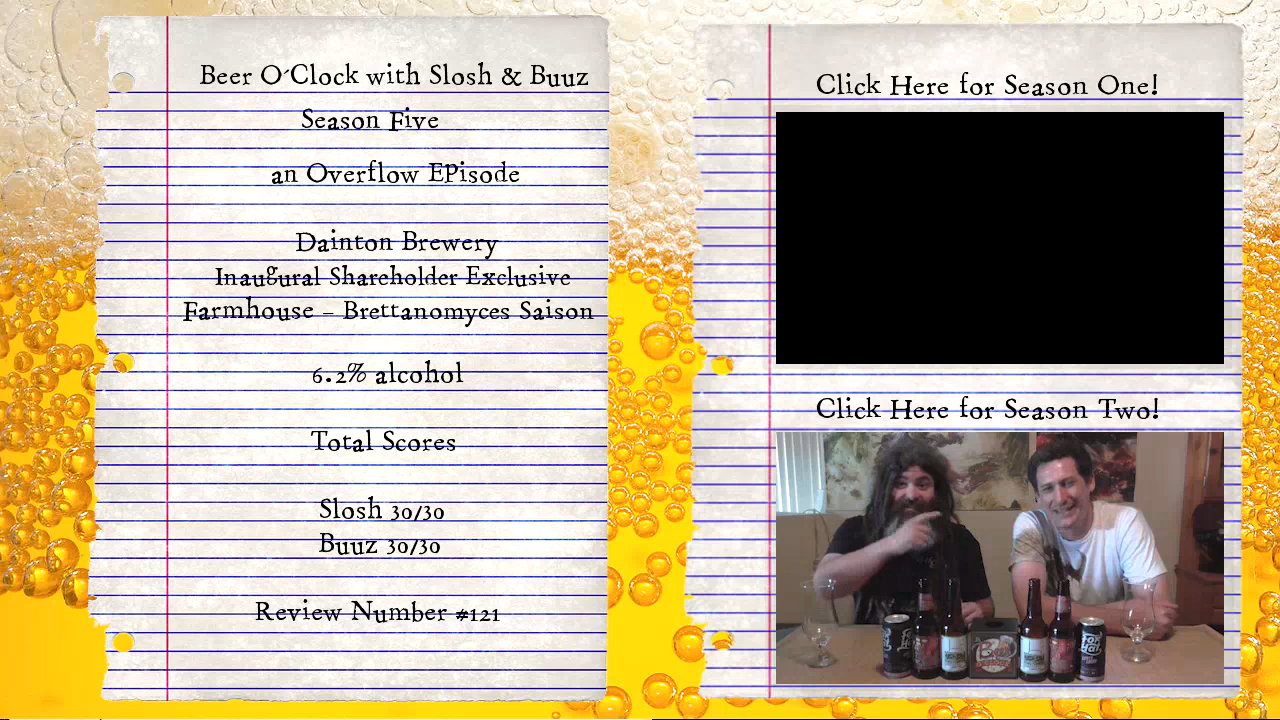 Beer O'Clock with Slosh & Buuz
Season Five
an Overflow EPisode
Dainton Brewery
Inaugural Shareholder Exclusive
Farmhouse – Brettanomyces Saison
6.2% alcohol
Total Scores
Slosh 30/30
Buuz 30/30
Review Number #121
Click Here for Season One!
Click Here for Season Two!